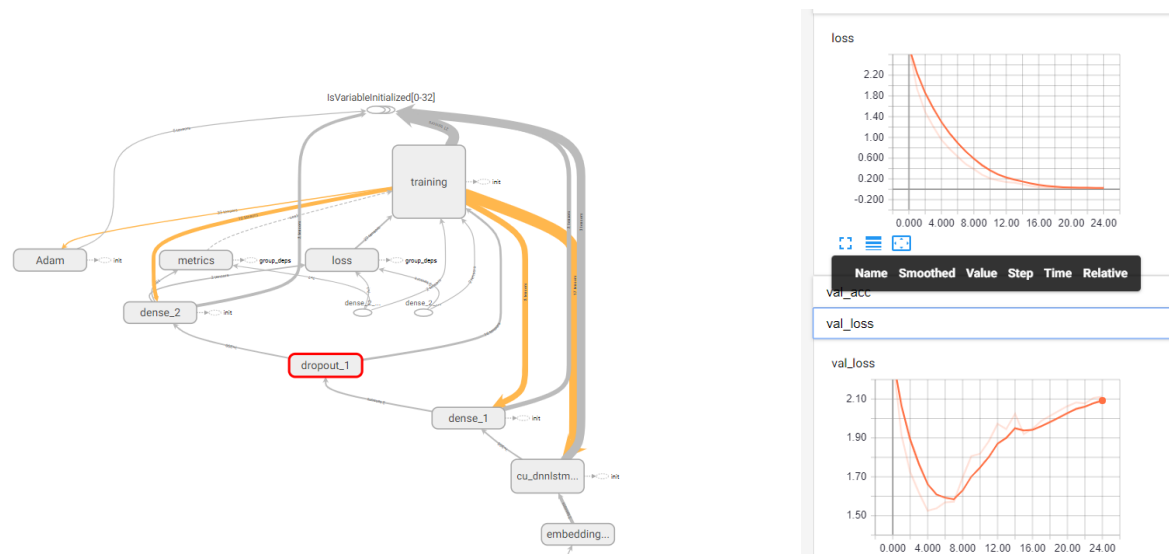 IsVariableInitialized[0-32]
training
init
Adam
init
metrics
group_deps
loss
group_deps
dense_1_...
dense_2_...
dense_2
init
dropout_1
dense_1
init
cu_dnnlstm...
init
embedding...
loss
2.20
1.80
1.40
1.00
0.600
0.200
-0.200
0.000 4.000 8.000 12.00 16.00 20.00 24.00
Name Smoothed Value Step Time Relative
val_acc
val_loss
val_loss
2.10
1.90
1.70
1.50
0.000 4.000 8.000 12.00 16.00 20.00 24.00